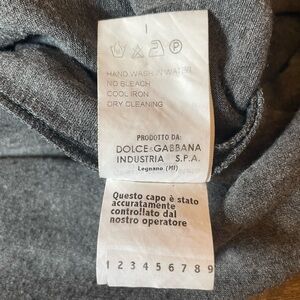 HAND WASH IN WATER
NO BLEACH
COOL IRON
DRY CLEANING
PRODOTTO DA:
DOLCE&GABBANA
INDUSTRIA S.P.A.
Legnano (MI)
Questo capo è stato
accuratamente
controllato dal
nostro operatore
1 2 3 4 5 6 7 8 9